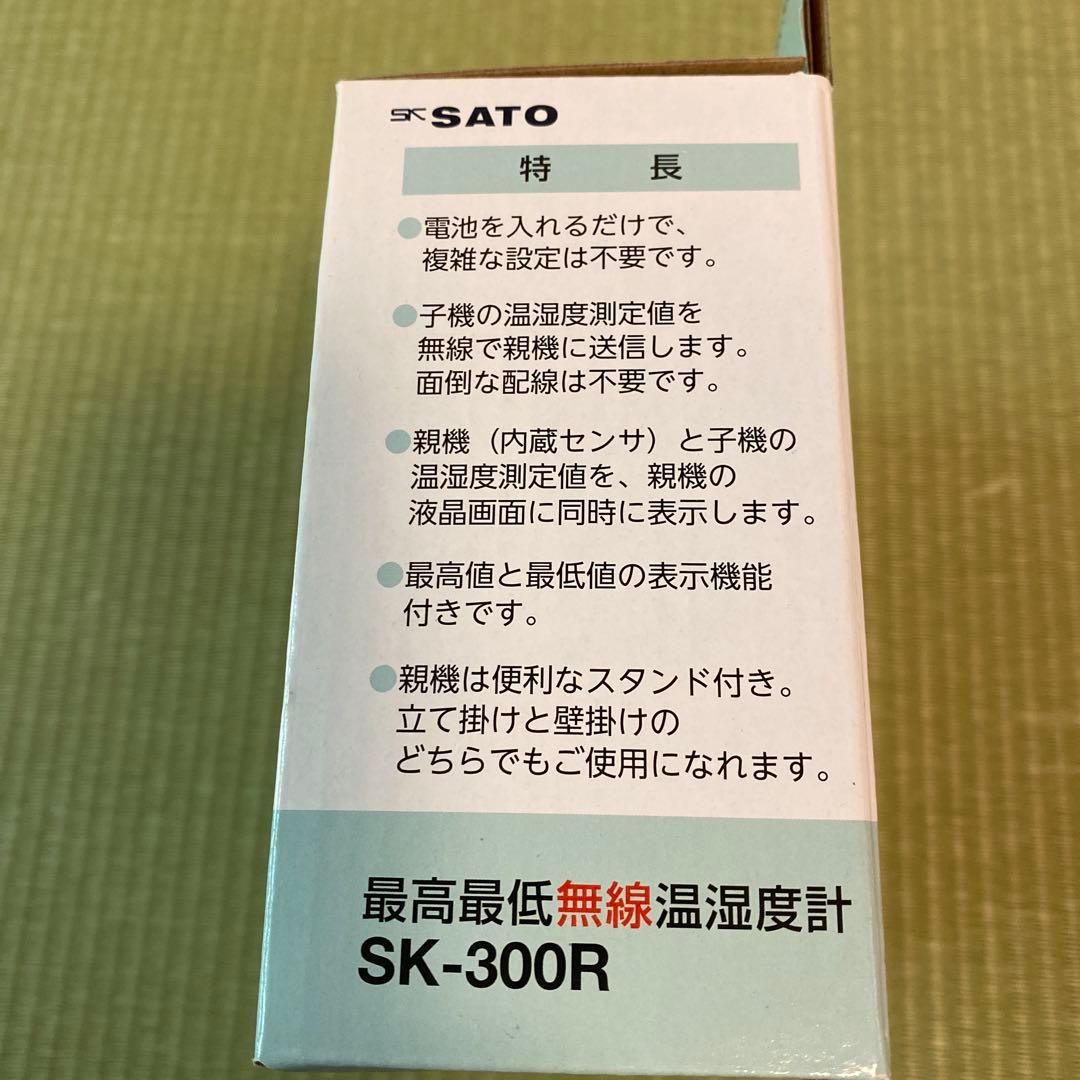 SK SATO
特長
●電池を入れるだけで、
複雑な設定は不要です。
●子機の温湿度測定値を
無線で親機に送信します。
面倒な配線は不要です。
●親機（内蔵センサ）と子機の
温湿度測定値を、親機の
液晶画面に同時に表示します。
●最高値と最低値の表示機能
付きです。
●親機は便利なスタンド付き。
立て掛けと壁掛けの
どちらでもご使用になれます。
最高最低無線温湿度計
SK-300R